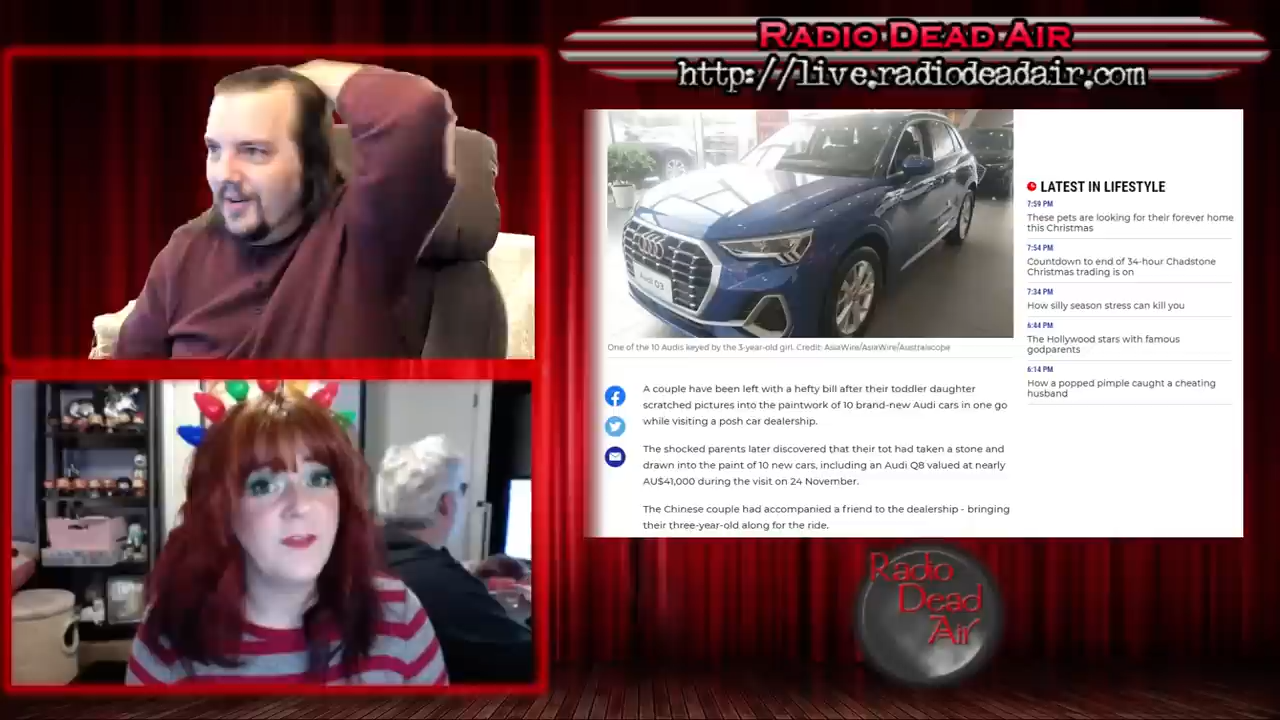 RADIO DEAD AIR
http://live.radiodeadair.com
Audi Q3
One of the 10 Audis keyed by the 3-year-old girl. Credit: AsiaWire/AsiaWire/Australscope
A couple have been left with a hefty bill after their toddler daughter
scratched pictures into the paintwork of 10 brand-new Audi cars in one go
while visiting a posh car dealership.
The shocked parents later discovered that their tot had taken a stone and
drawn into the paint of 10 new cars, including an Audi Q8 valued at nearly
AU$41,000 during the visit on 24 November.
The Chinese couple had accompanied a friend to the dealership - bringing
their three-year-old along for the ride.
LATEST IN LIFESTYLE
7:59 PM
These pets are looking for their forever home
this Christmas
7:54 PM
Countdown to end of 34-hour Chadstone
Christmas trading is on
7:34 PM
How silly season stress can kill you
6:44 PM
The Hollywood stars with famous
godparents
6:14 PM
How a popped pimple caught a cheating
husband
Radio
Dead
Air